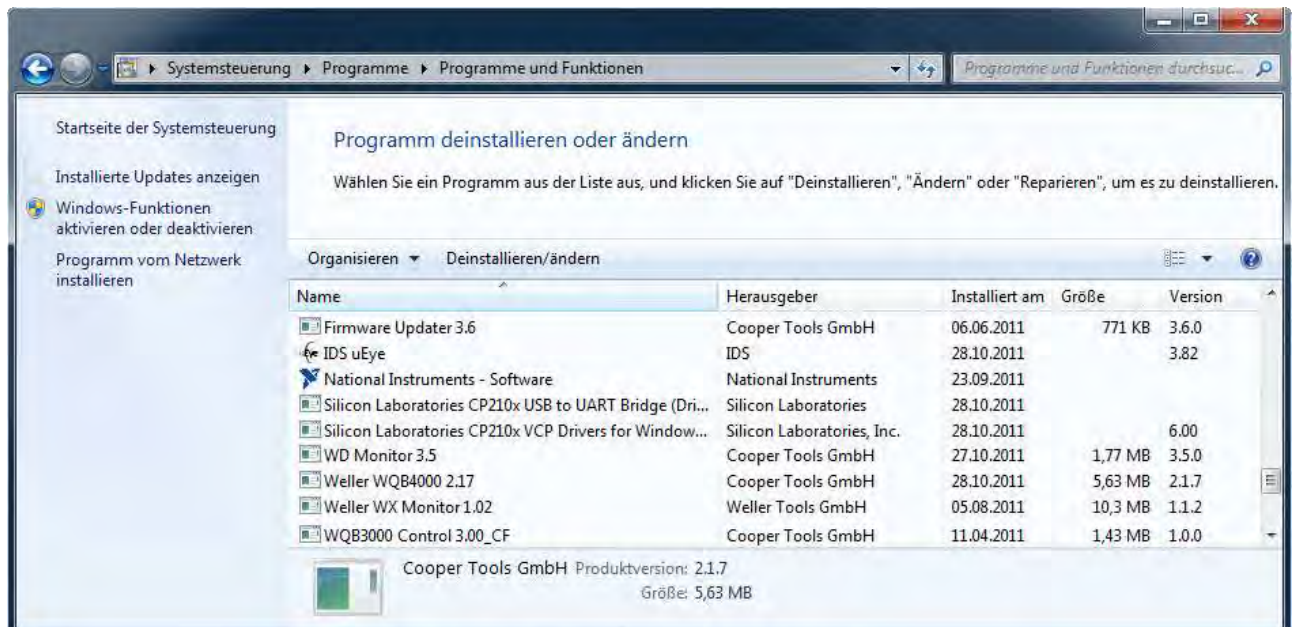 Systemsteuerung ▸ Programme ▸ Programme und Funktionen
Programme und Funktionen durchsuc...
Startseite der Systemsteuerung
Installierte Updates anzeigen
Windows-Funktionen
aktivieren oder deaktivieren
Programm vom Netzwerk
installieren
Programm deinstallieren oder ändern
Wählen Sie ein Programm aus der Liste aus, und klicken Sie auf "Deinstallieren", "Ändern" oder "Reparieren", um es zu deinstallieren.
Organisieren Deinstallieren/ändern
Name Herausgeber Installiert am Größe Version
Firmware Updater 3.6 Cooper Tools GmbH 06.06.2011 771 KB 3.6.0
IDS uEye IDS 28.10.2011 3.82
National Instruments - Software National Instruments 23.09.2011
Silicon Laboratories CP210x USB to UART Bridge (Dri... Silicon Laboratories 28.10.2011
Silicon Laboratories CP210x VCP Drivers for Window... Silicon Laboratories, Inc. 28.10.2011 6.00
WD Monitor 3.5 Cooper Tools GmbH 27.10.2011 1,77 MB 3.5.0
Weller WQB4000 2.17 Cooper Tools GmbH 28.10.2011 5,63 MB 2.1.7
Weller WX Monitor 1.02 Weller Tools GmbH 05.08.2011 10,3 MB 1.1.2
WQB3000 Control 3.00_CF Cooper Tools GmbH 11.04.2011 1,43 MB 1.0.0
Cooper Tools GmbH Produktversion: 2.1.7
Größe: 5,63 MB